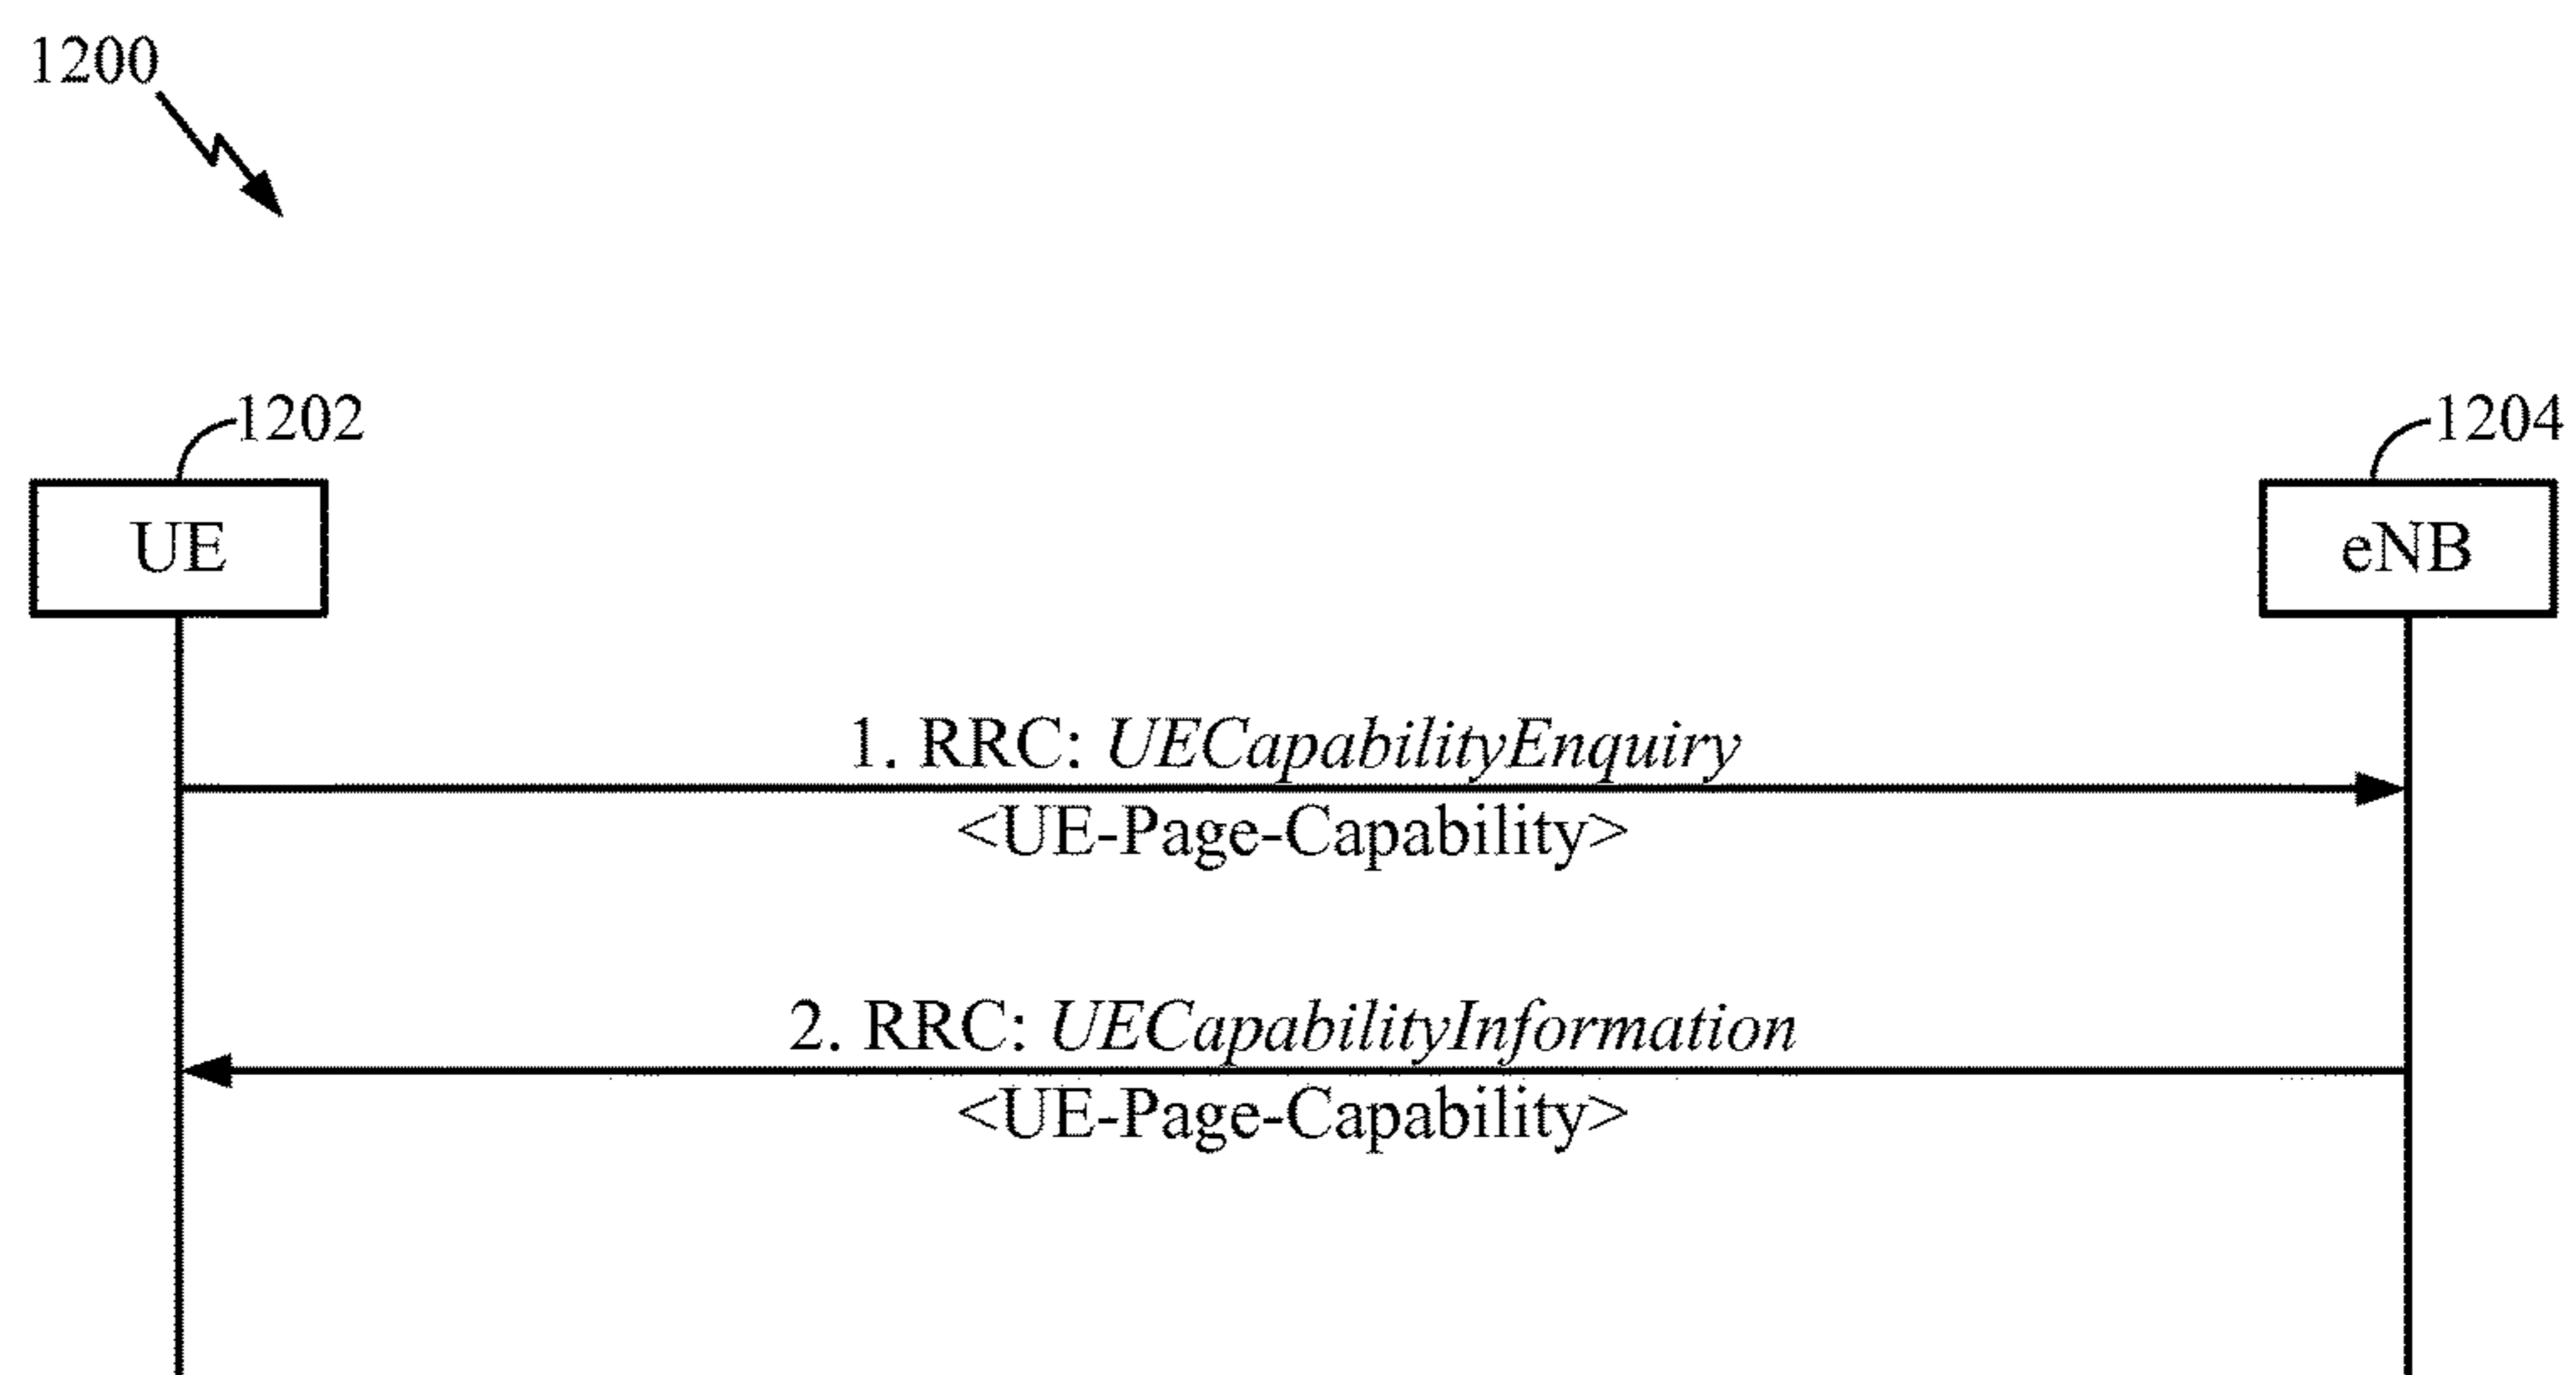 1200
1202
1204
UE
eNB
1. RRC: UECapabilityEnquiry
<UE-Page-Capability>
2. RRC: UECapabilityInformation
<UE-Page-Capability>